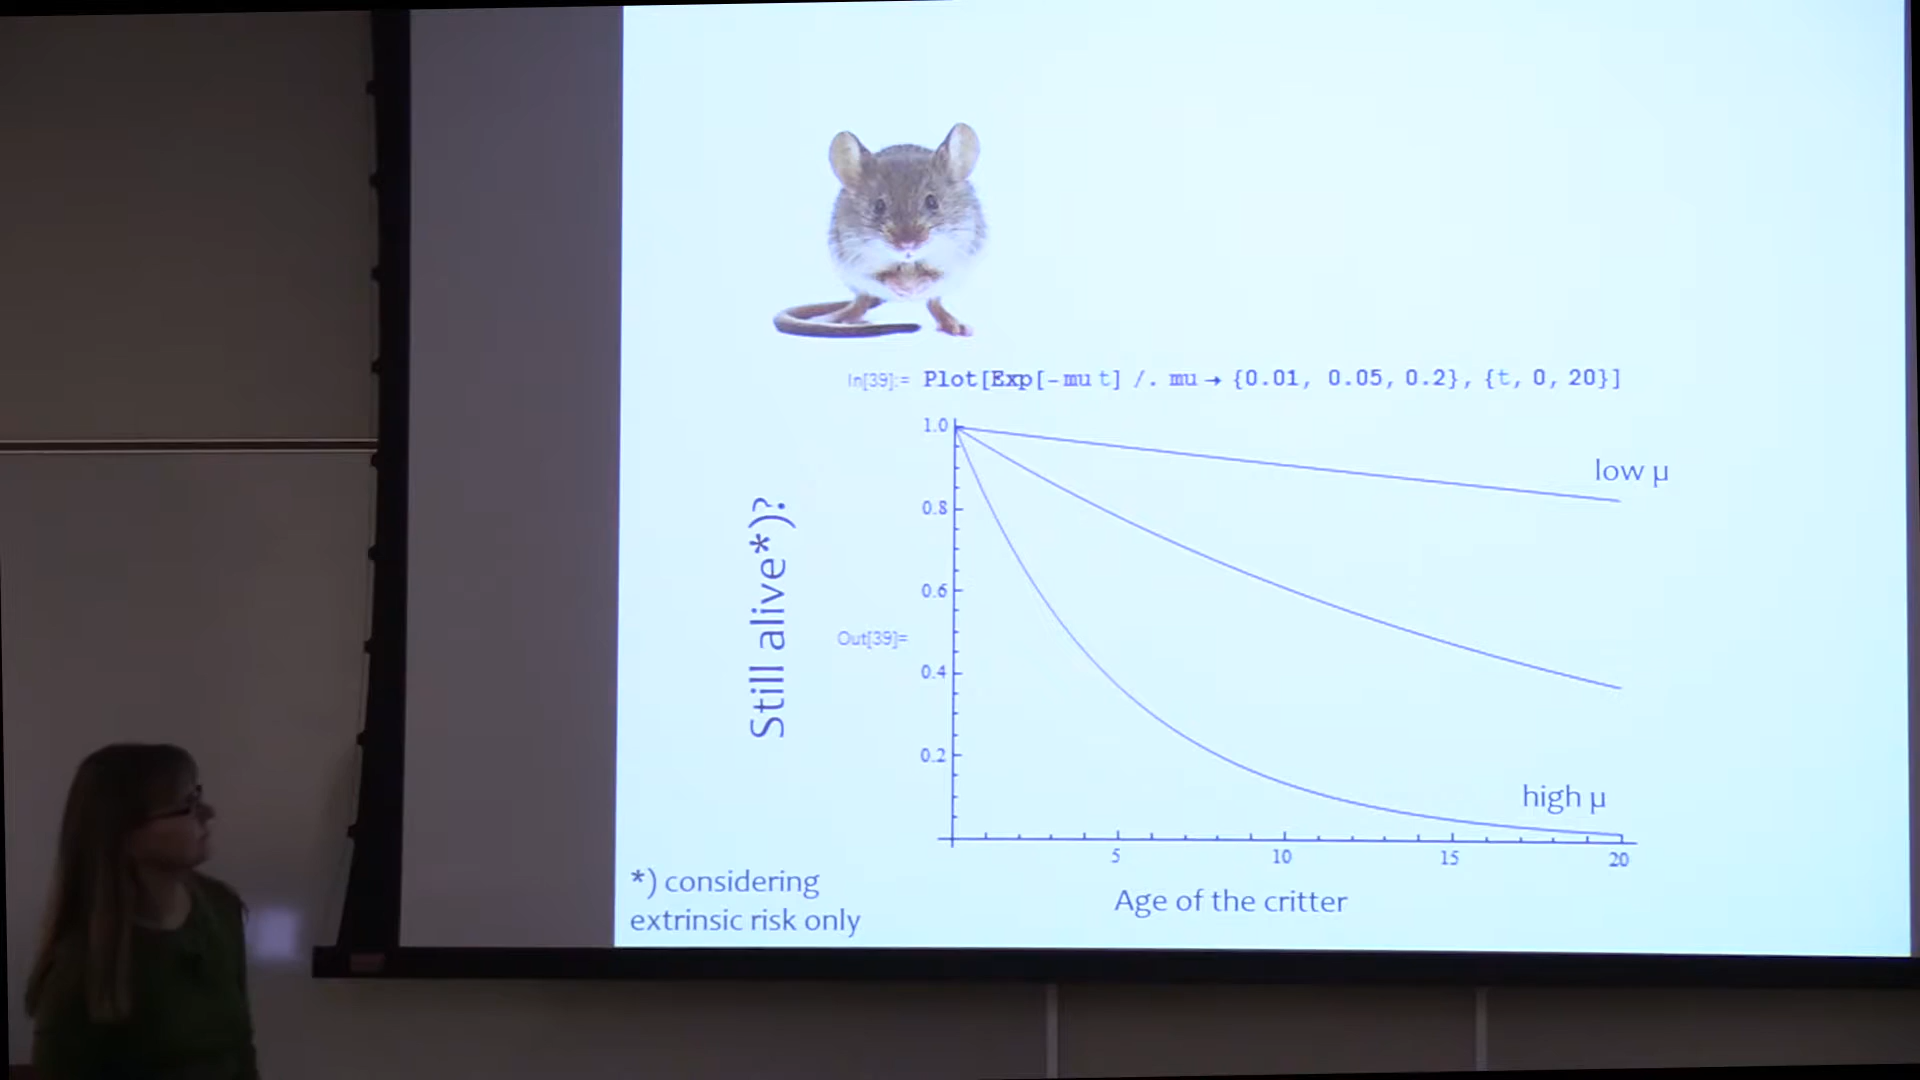 In[39]:= Plot[Exp[-mu t] /. mu → {0.01, 0.05, 0.2}, {t, 0, 20}]
1.0
low µ
0.8
Still alive*)?
0.6
Out[39]=
0.4
0.2
high µ
5 10 15 20
*) considering
extrinsic risk only
Age of the critter